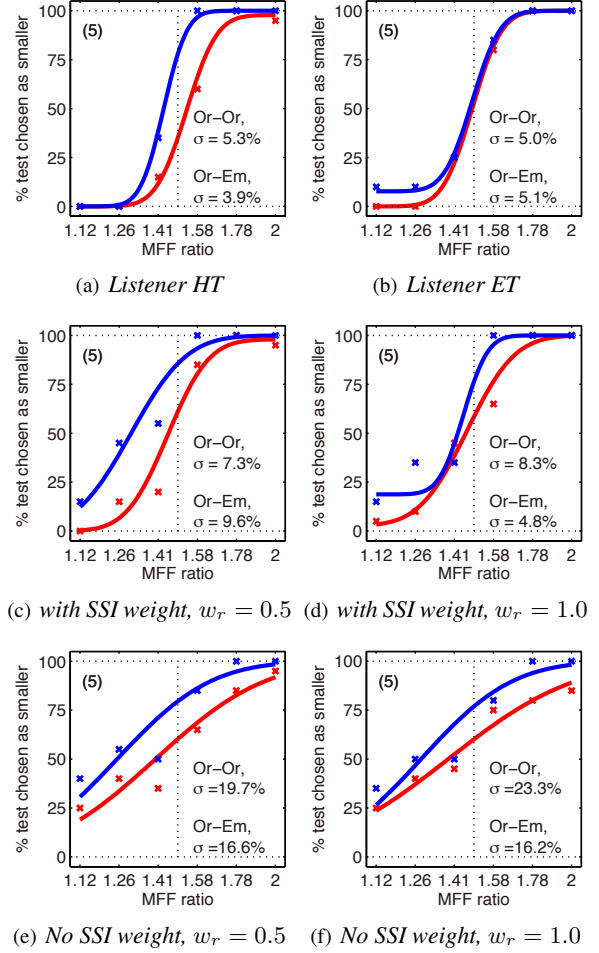 % test chosen as smaller
100
75
50
25
0
(5)
Or–Or,
σ = 5.3%
Or–Em,
σ = 3.9%
1.12 1.26 1.41 1.58 1.78 2
MFF ratio
(a) Listener HT
% test chosen as smaller
100
75
50
25
0
(5)
Or–Or,
σ = 5.0%
Or–Em,
σ = 5.1%
1.12 1.26 1.41 1.58 1.78 2
MFF ratio
(b) Listener ET
% test chosen as smaller
100
75
50
25
0
(5)
Or–Or,
σ = 7.3%
Or–Em,
σ = 9.6%
1.12 1.26 1.41 1.58 1.78 2
MFF ratio
(c) with SSI weight, w_r = 0.5
% test chosen as smaller
100
75
50
25
0
(5)
Or–Or,
σ = 8.3%
Or–Em,
σ = 4.8%
1.12 1.26 1.41 1.58 1.78 2
MFF ratio
(d) with SSI weight, w_r = 1.0
% test chosen as smaller
100
75
50
25
0
(5)
Or–Or,
σ =19.7%
Or–Em,
σ =16.6%
1.12 1.26 1.41 1.58 1.78 2
MFF ratio
(e) No SSI weight, w_r = 0.5
% test chosen as smaller
100
75
50
25
0
(5)
Or–Or,
σ =23.3%
Or–Em,
σ =16.2%
1.12 1.26 1.41 1.58 1.78 2
MFF ratio
(f) No SSI weight, w_r = 1.0